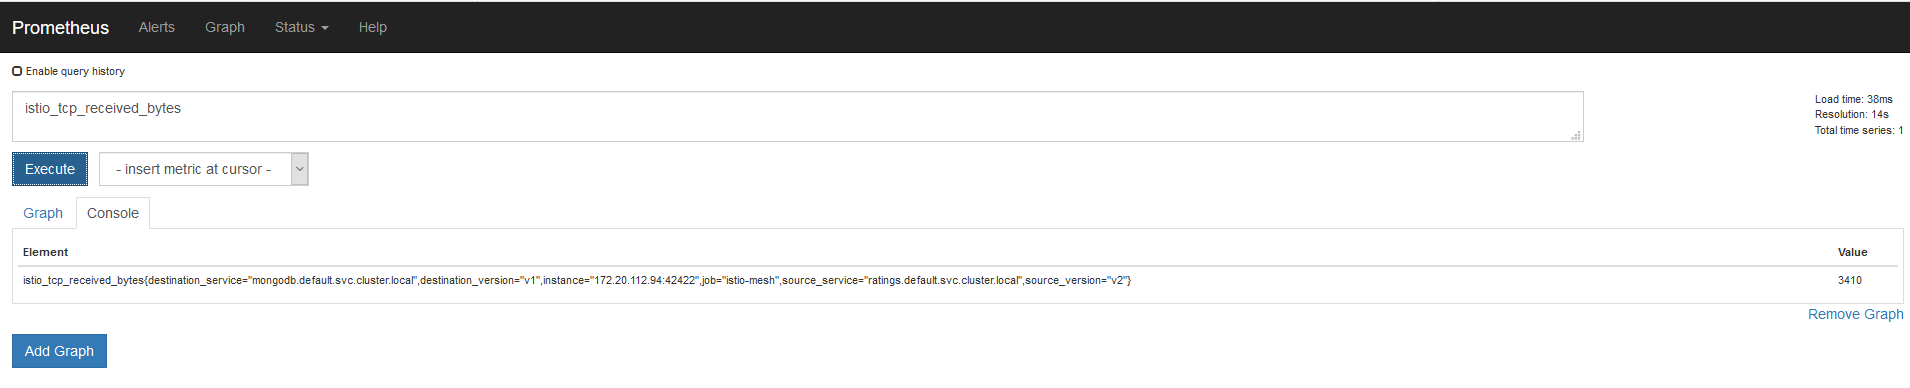 Prometheus Alerts Graph Status Help
Enable query history
istio_tcp_received_bytes
Load time: 38ms
Resolution: 14s
Total time series: 1
Execute - insert metric at cursor -
Graph Console
Element Value
istio_tcp_received_bytes{destination_service="mongodb.default.svc.cluster.local",destination_version="v1",instance="172.20.112.94:42422",job="istio-mesh",source_service="ratings.default.svc.cluster.local",source_version="v2"} 3410
Remove Graph
Add Graph